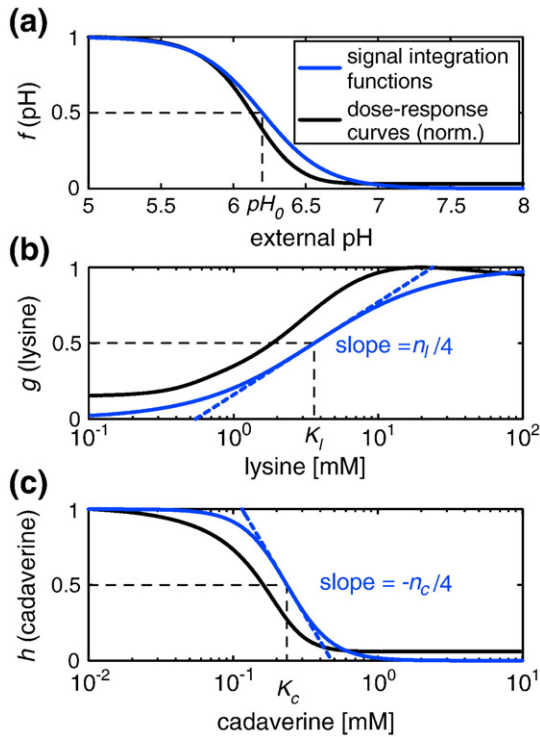 (a)
1
0.5
0
f (pH)
signal integration
functions
dose-response
curves (norm.)
5 5.5 6 pH₀ 6.5 7 7.5 8
external pH
(b)
1
0.5
0
g (lysine)
slope = nₗ/4
10⁻¹ 10⁰ Kₗ 10¹ 10²
lysine [mM]
(c)
1
0.5
0
h (cadaverine)
slope = -n_c/4
10⁻² 10⁻¹ K_c 10⁰ 10¹
cadaverine [mM]